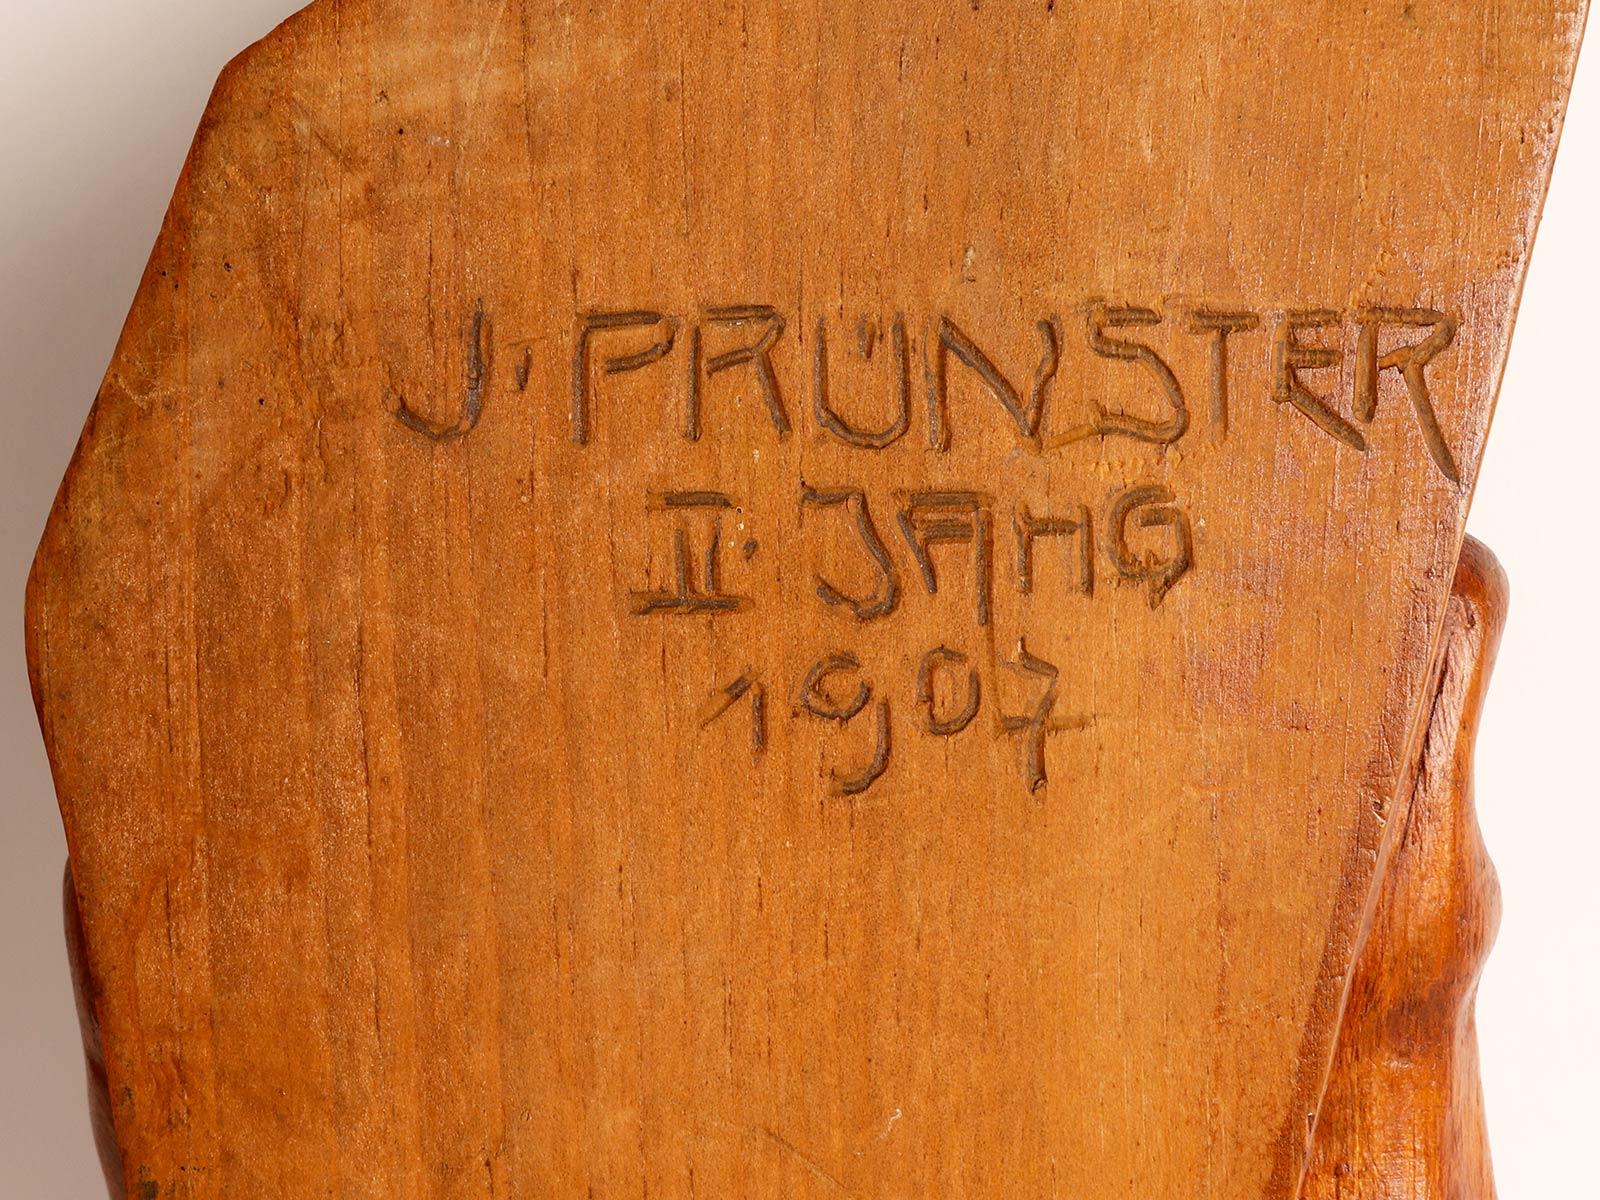 J. PRÜNSTER
II. JAHG
1907